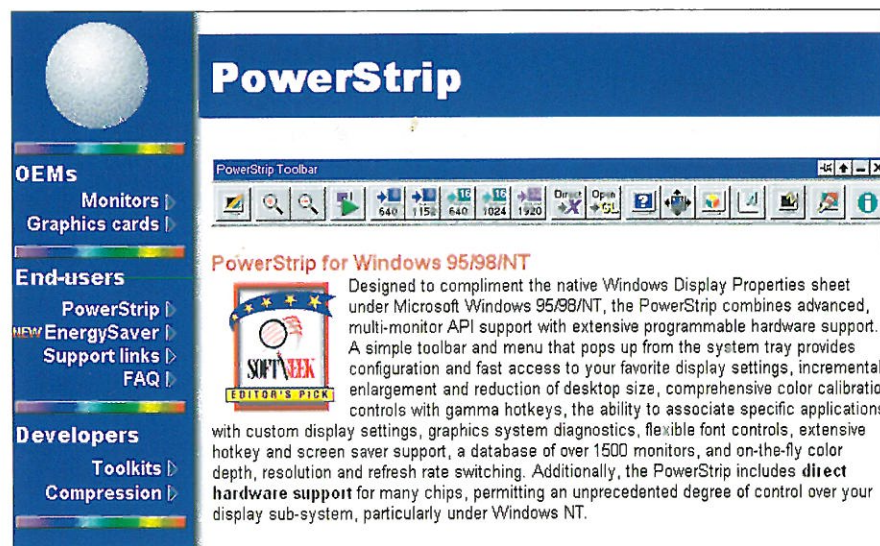 PowerStrip
OEMs
Monitors
Graphics cards
End-users
PowerStrip
NEW EnergySaver
Support links
FAQ
Developers
Toolkits
Compression
PowerStrip Toolbar
640 1152 640 16 1024 16 1920 Direct X Open GL
PowerStrip for Windows 95/98/NT
SOFTSEEK
EDITOR'S PICK
Designed to compliment the native Windows Display Properties sheet
under Microsoft Windows 95/98/NT, the PowerStrip combines advanced,
multi-monitor API support with extensive programmable hardware support.
A simple toolbar and menu that pops up from the system tray provides
configuration and fast access to your favorite display settings, incremental
enlargement and reduction of desktop size, comprehensive color calibratio
controls with gamma hotkeys, the ability to associate specific applications
with custom display settings, graphics system diagnostics, flexible font controls, extensive
hotkey and screen saver support, a database of over 1500 monitors, and on-the-fly color
depth, resolution and refresh rate switching. Additionally, the PowerStrip includes direct
hardware support for many chips, permitting an unprecedented degree of control over your
display sub-system, particularly under Windows NT.